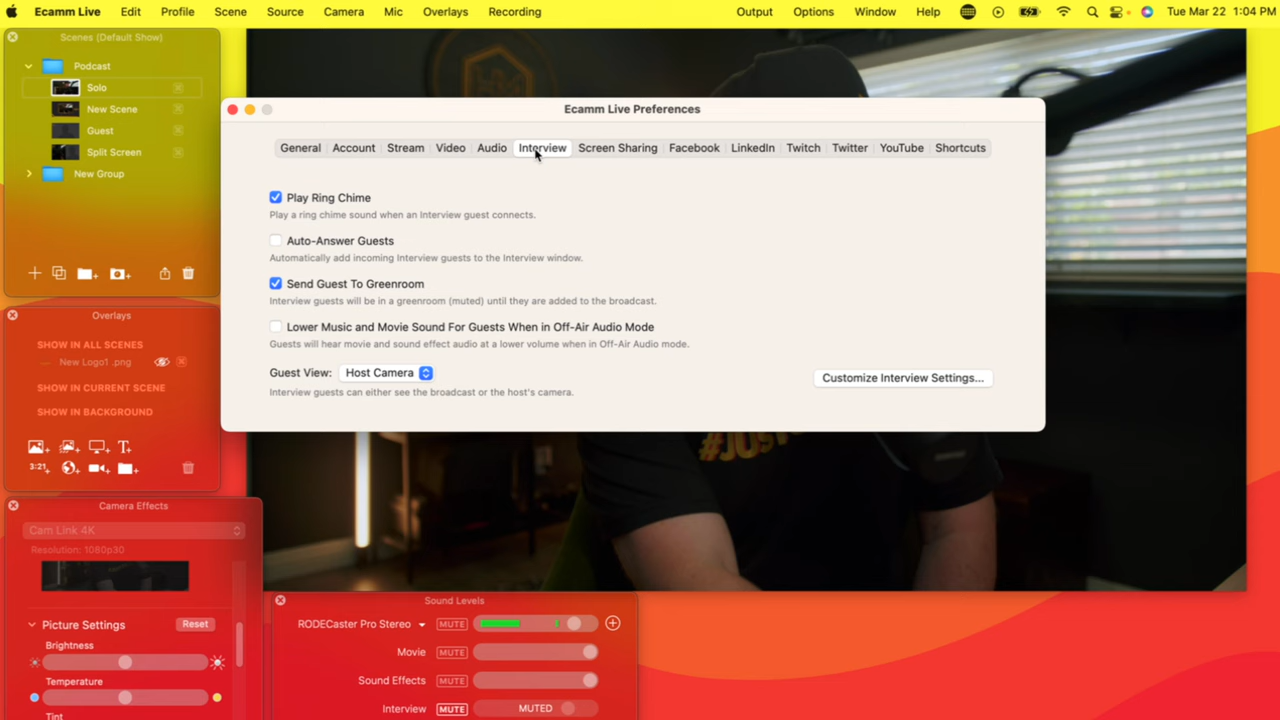 Ecamm Live Edit Profile Scene Source Camera Mic Overlays Recording Output Options Window Help Tue Mar 22 1:04 PM
Scenes (Default Show)
Podcast
Solo
New Scene
Guest
Split Screen
New Group
Ecamm Live Preferences
General Account Stream Video Audio Interview Screen Sharing Facebook LinkedIn Twitch Twitter YouTube Shortcuts
Play Ring Chime
Play a ring chime sound when an Interview guest connects.
Auto-Answer Guests
Automatically add incoming Interview guests to the Interview window.
Send Guest To Greenroom
Interview guests will be in a greenroom (muted) until they are added to the broadcast.
Lower Music and Movie Sound For Guests When in Off-Air Audio Mode
Guests will hear movie and sound effect audio at a lower volume when in Off-Air Audio mode.
Guest View: Host Camera
Customize Interview Settings...
Interview guests can either see the broadcast or the host's camera.
Overlays
SHOW IN ALL SCENES
New Logo1 .png
SHOW IN CURRENT SCENE
SHOW IN BACKGROUND
T+
3:21+
Camera Effects
Cam Link 4K
Resolution: 1080p30
Picture Settings Reset
Brightness
Temperature
Tint
Sound Levels
RODECaster Pro Stereo MUTE
Movie MUTE
Sound Effects MUTE
Interview MUTE MUTED